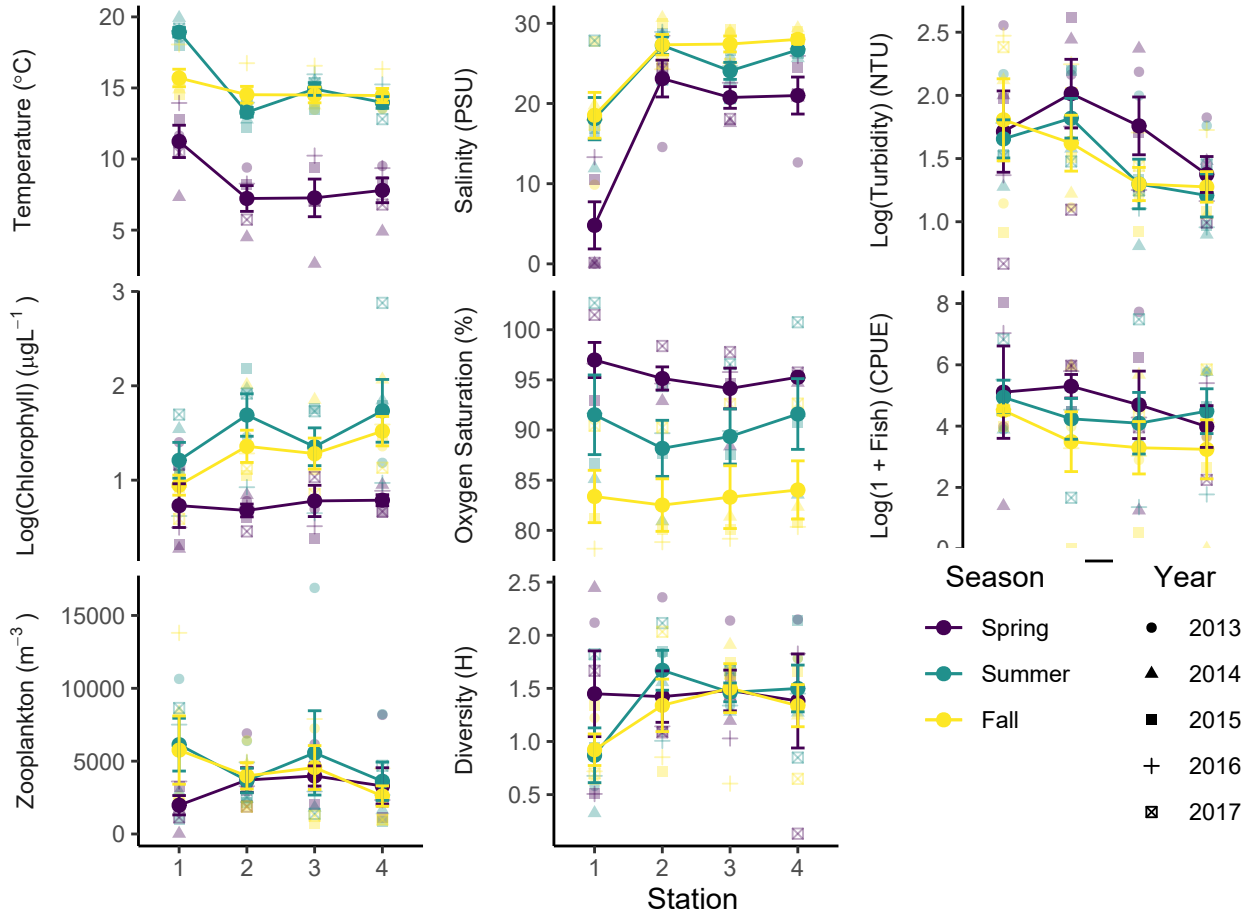 Temperature (°C)
20
15
10
5
Salinity (PSU)
30
20
10
0
Log(Turbidity) (NTU)
2.5
2.0
1.5
1.0
Log(Chlorophyll) (μgL⁻¹ )
3
2
1
Oxygen Saturation (%)
100
95
90
85
80
Log(1 + Fish) (CPUE)
8
6
4
2
0
Zooplankton (m⁻³ )
15000
10000
5000
0
1 2 3 4
Diversity (H)
2.5
2.0
1.5
1.0
0.5
1 2 3 4
Station
Season
Spring
Summer
Fall
Year
2013
2014
2015
2016
2017